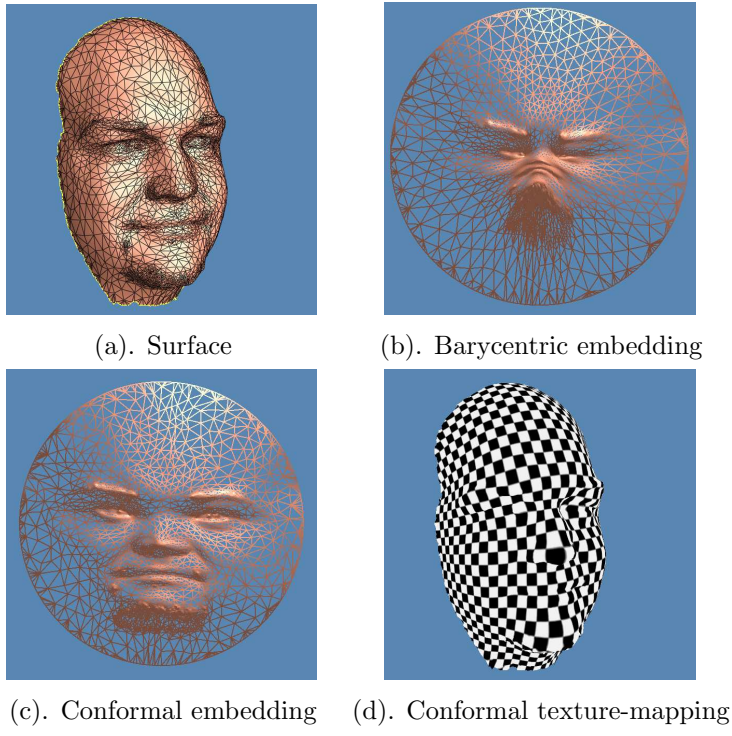 (a). Surface
(b). Barycentric embedding
(c). Conformal embedding
(d). Conformal texture-mapping